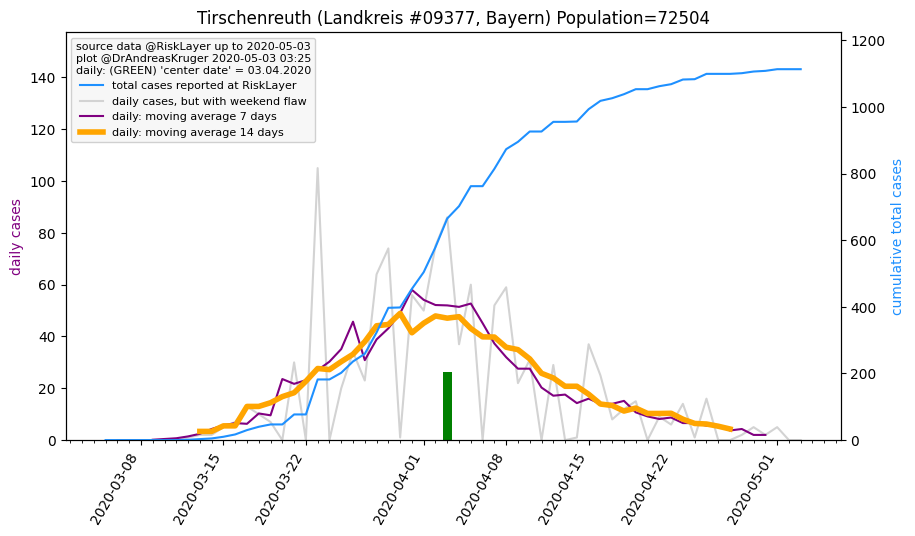 Tirschenreuth (Landkreis #09377, Bayern) Population=72504
source data @RiskLayer up to 2020-05-03
plot @DrAndreasKruger 2020-05-03 03:25
daily: (GREEN) 'center date' = 03.04.2020
total cases reported at RiskLayer
daily cases, but with weekend flaw
daily: moving average 7 days
daily: moving average 14 days
daily cases
140
120
100
80
60
40
20
0
cumulative total cases
1200
1000
800
600
400
200
0
2020-03-08
2020-03-15
2020-03-22
2020-04-01
2020-04-08
2020-04-15
2020-04-22
2020-05-01